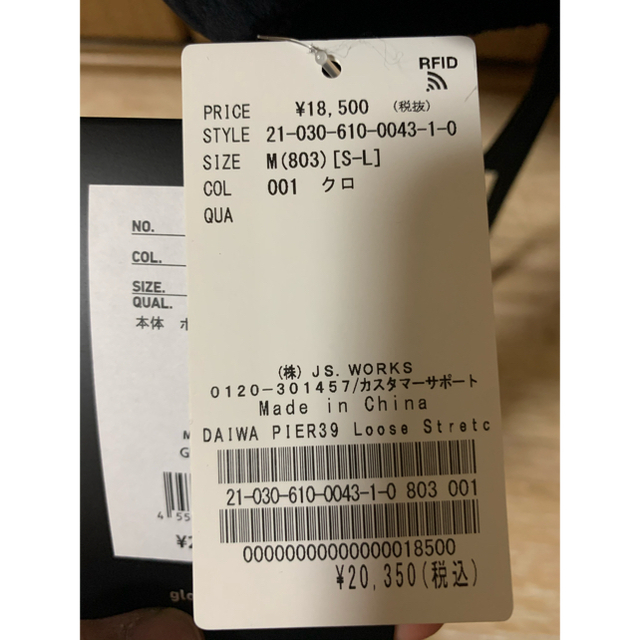 RFID
PRICE ¥18,500 (税抜)
STYLE 21-030-610-0043-1-0
SIZE M(803)[S-L]
COL 001 クロ
QUA
NO.
COL.
SIZE.
QUAL.
本体
(株) JS. WORKS
0120-301457/カスタマーサポート
Made in China
DAIWA PIER39 Loose Stretc
21-030-610-0043-1-0 803 001
00000000000000018500
¥20,350(税込)